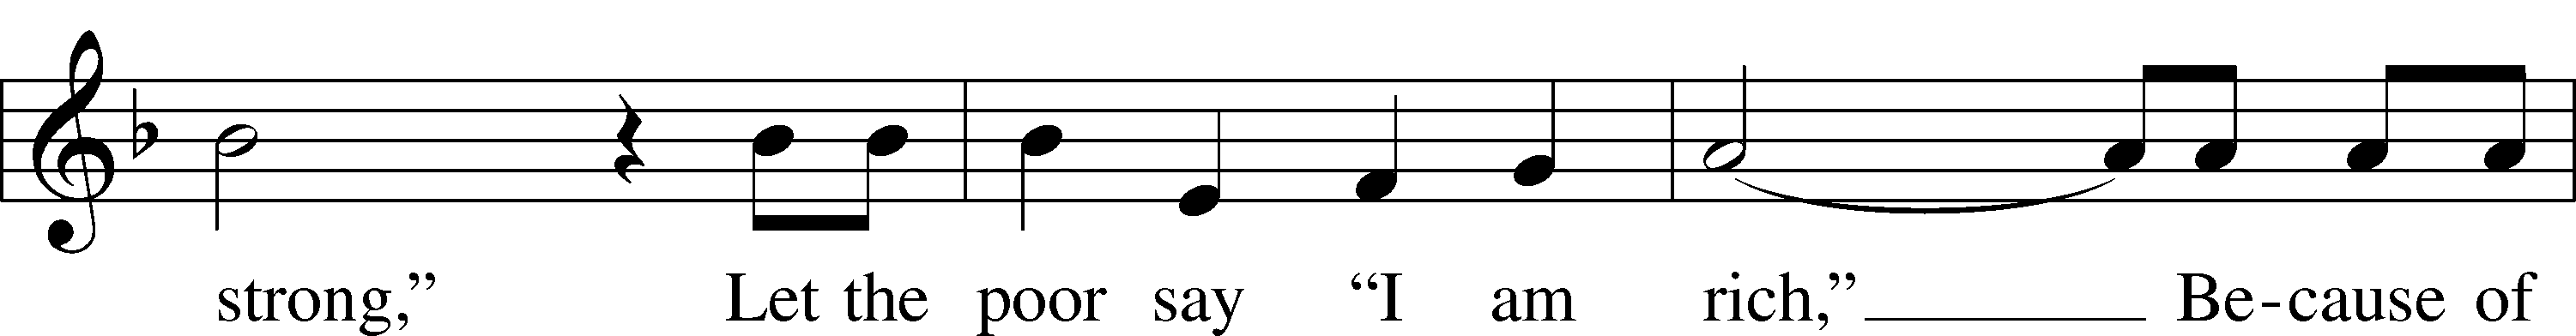 strong,” Let the poor say “I am rich,” Be-cause of